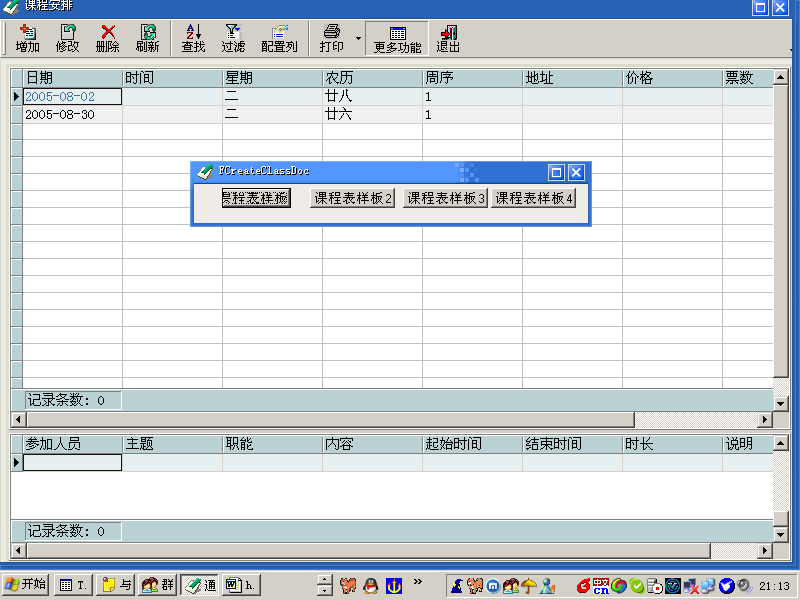 课程安排
增加 修改 删除 刷新 查找 过滤 配置列 打印 更多功能 退出
日期 时间 星期 农历 周序 地址 价格 票数
2005-08-02 二 廿八 1
2005-08-30 二 廿六 1
FCreateClassDoc
课程表样板 课程表样板2 课程表样板3 课程表样板4
记录条数: 0
参加人员 主题 职能 内容 起始时间 结束时间 时长 说明
记录条数: 0
开始 T. 与 群 通 h. » 21:13